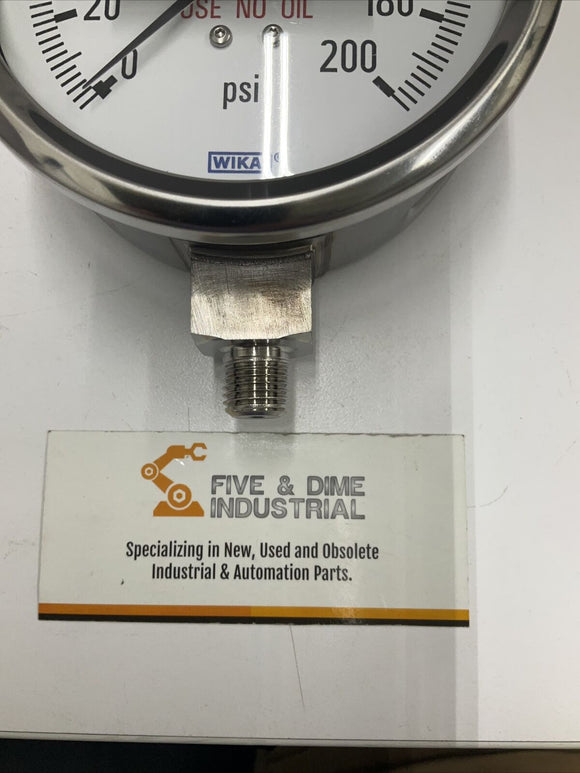 USE NO OIL
20
180
0
200
psi
WIKA ®
FIVE & DIME
INDUSTRIAL
Specializing in New, Used and Obsolete
Industrial & Automation Parts.